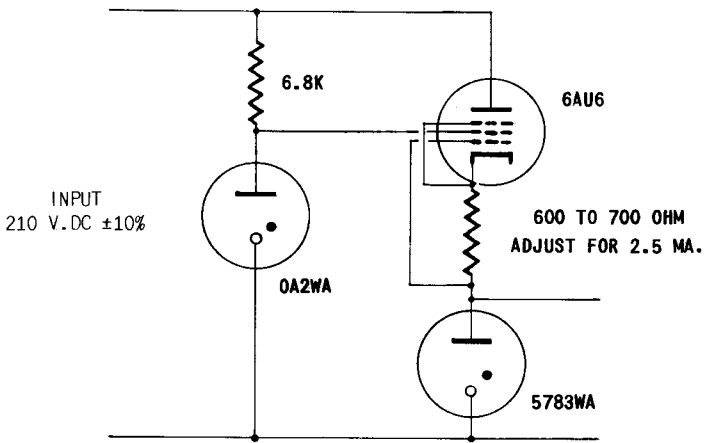 6.8K
6AU6
INPUT
210 V.DC ±10%
600 TO 700 OHM
ADJUST FOR 2.5 MA.
0A2WA
5783WA